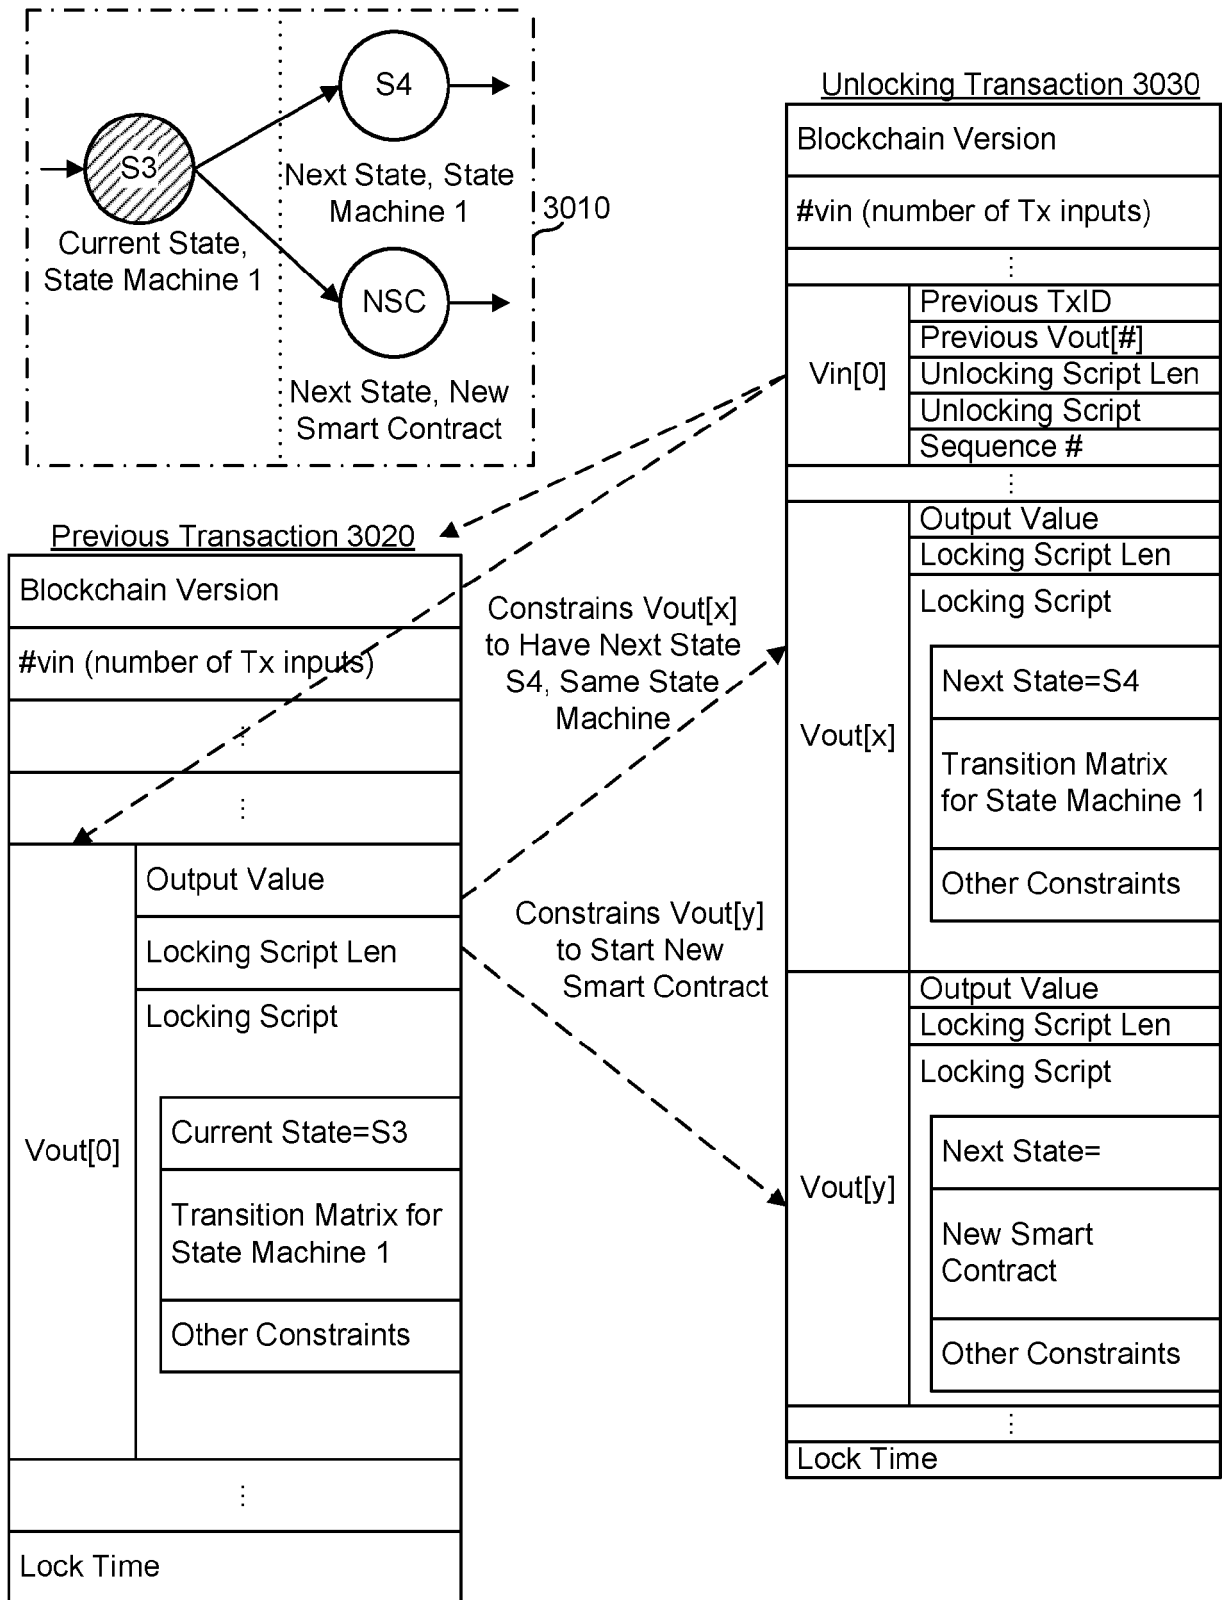 S4
S3
Next State, State
Machine 1
3010
Current State,
State Machine 1
NSC
Next State, New
Smart Contract
Previous Transaction 3020
Blockchain Version
#vin (number of Tx inputs)
⋮
⋮
Vout[0]
Output Value
Locking Script Len
Locking Script
Current State=S3
Transition Matrix for
State Machine 1
Other Constraints
⋮
Lock Time
Constrains Vout[x]
to Have Next State
S4, Same State
Machine
Constrains Vout[y]
to Start New
Smart Contract
Unlocking Transaction 3030
Blockchain Version
#vin (number of Tx inputs)
⋮
Vin[0]
Previous TxID
Previous Vout[#]
Unlocking Script Len
Unlocking Script
Sequence #
⋮
Vout[x]
Output Value
Locking Script Len
Locking Script
Next State=S4
Transition Matrix
for State Machine 1
Other Constraints
Vout[y]
Output Value
Locking Script Len
Locking Script
Next State=
New Smart
Contract
Other Constraints
⋮
Lock Time